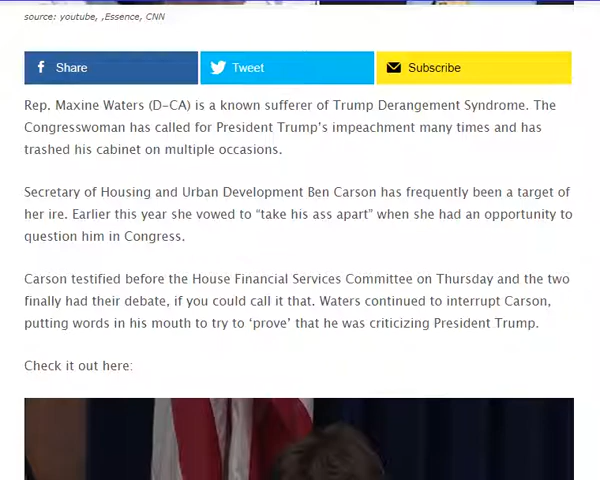 source: youtube, ,Essence, CNN
Share
Tweet
Subscribe
Rep. Maxine Waters (D-CA) is a known sufferer of Trump Derangement Syndrome. The
Congresswoman has called for President Trump’s impeachment many times and has
trashed his cabinet on multiple occasions.
Secretary of Housing and Urban Development Ben Carson has frequently been a target of
her ire. Earlier this year she vowed to “take his ass apart” when she had an opportunity to
question him in Congress.
Carson testified before the House Financial Services Committee on Thursday and the two
finally had their debate, if you could call it that. Waters continued to interrupt Carson,
putting words in his mouth to try to ‘prove’ that he was criticizing President Trump.
Check it out here: